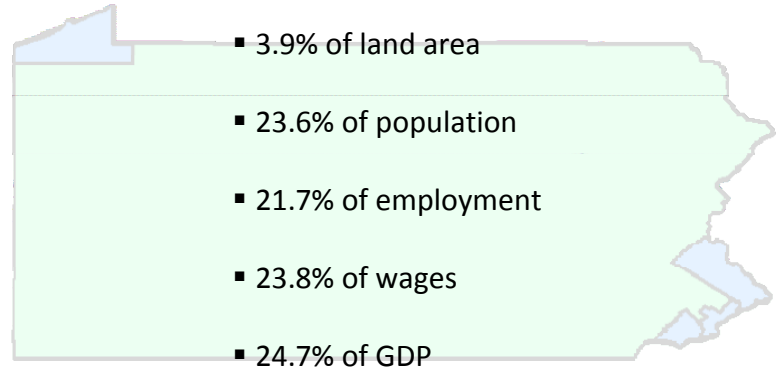 ▪ 3.9% of land area
▪ 23.6% of population
▪ 21.7% of employment
▪ 23.8% of wages
▪ 24.7% of GDP